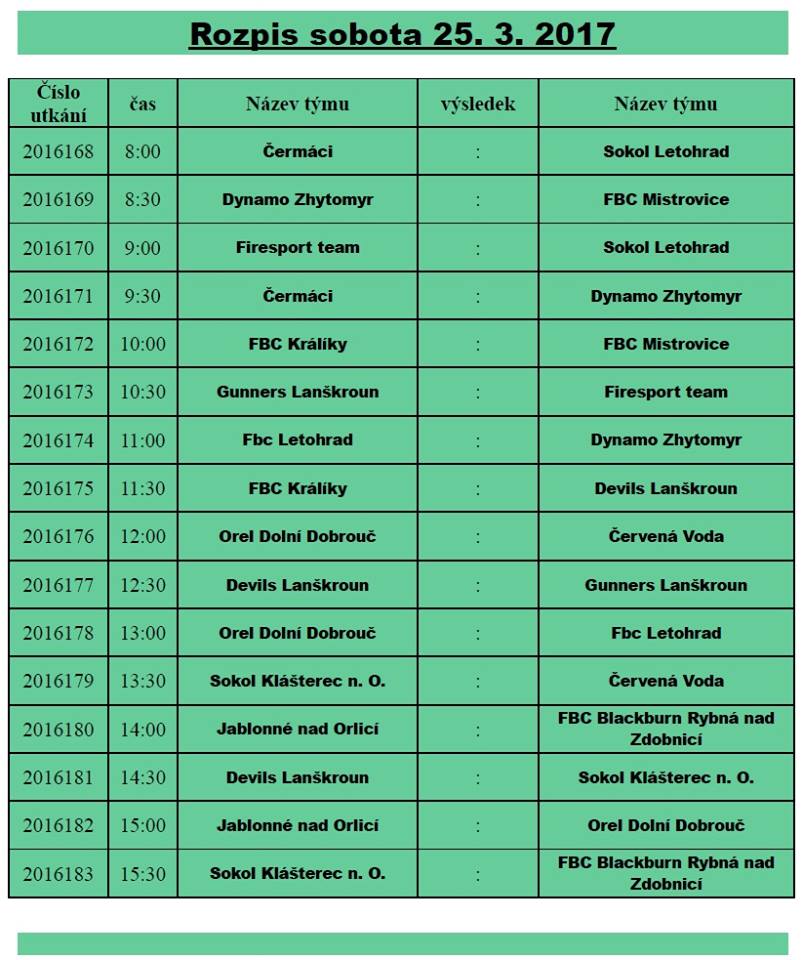 Rozpis sobota 25. 3. 2017
Číslo utkání čas Název týmu výsledek Název týmu
2016168 8:00 Čermáci : Sokol Letohrad
2016169 8:30 Dynamo Zhytomyr : FBC Mistrovice
2016170 9:00 Firesport team : Sokol Letohrad
2016171 9:30 Čermáci : Dynamo Zhytomyr
2016172 10:00 FBC Králíky : FBC Mistrovice
2016173 10:30 Gunners Lanškroun : Firesport team
2016174 11:00 Fbc Letohrad : Dynamo Zhytomyr
2016175 11:30 FBC Králíky : Devils Lanškroun
2016176 12:00 Orel Dolní Dobrouč : Červená Voda
2016177 12:30 Devils Lanškroun : Gunners Lanškroun
2016178 13:00 Orel Dolní Dobrouč : Fbc Letohrad
2016179 13:30 Sokol Klášterec n. O. : Červená Voda
2016180 14:00 Jablonné nad Orlicí : FBC Blackburn Rybná nad Zdobnicí
2016181 14:30 Devils Lanškroun : Sokol Klášterec n. O.
2016182 15:00 Jablonné nad Orlicí : Orel Dolní Dobrouč
2016183 15:30 Sokol Klášterec n. O. : FBC Blackburn Rybná nad Zdobnicí